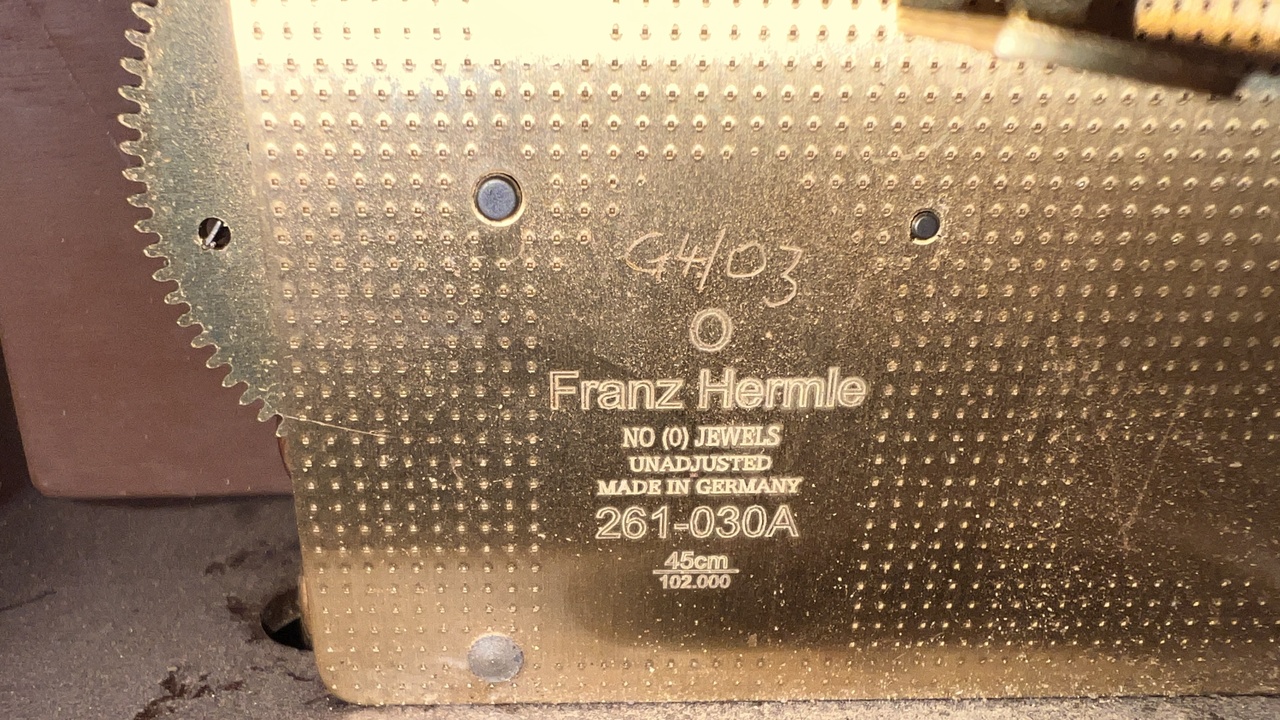 G4/03
O
Franz Hermle
NO (0) JEWELS
UNADJUSTED
MADE IN GERMANY
261-030A
45cm
102.000